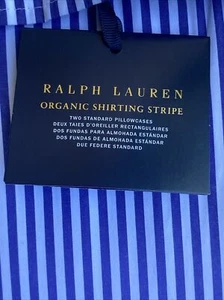 RALPH LAUREN
ORGANIC SHIRTING STRIPE
TWO STANDARD PILLOWCASES
DEUX TAIES D'OREILLER RECTANGULAIRES
DOS FUNDAS PARA ALMOHADA ESTÁNDAR
DOS FUNDAS DE ALMOHADA ESTÁNDAR
DUE FEDERE STANDARD